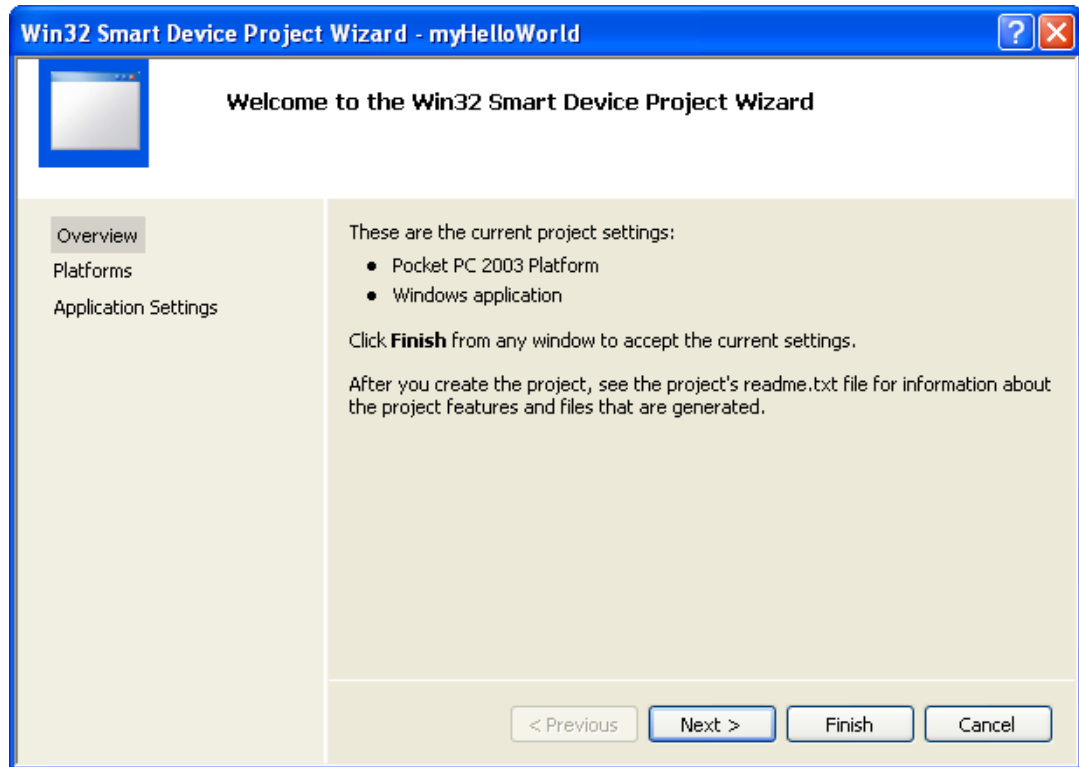 Win32 Smart Device Project Wizard - myHelloWorld
Welcome to the Win32 Smart Device Project Wizard
Overview
Platforms
Application Settings
These are the current project settings:
● Pocket PC 2003 Platform
● Windows application
Click Finish from any window to accept the current settings.
After you create the project, see the project's readme.txt file for information about
the project features and files that are generated.
< Previous
Next >
Finish
Cancel